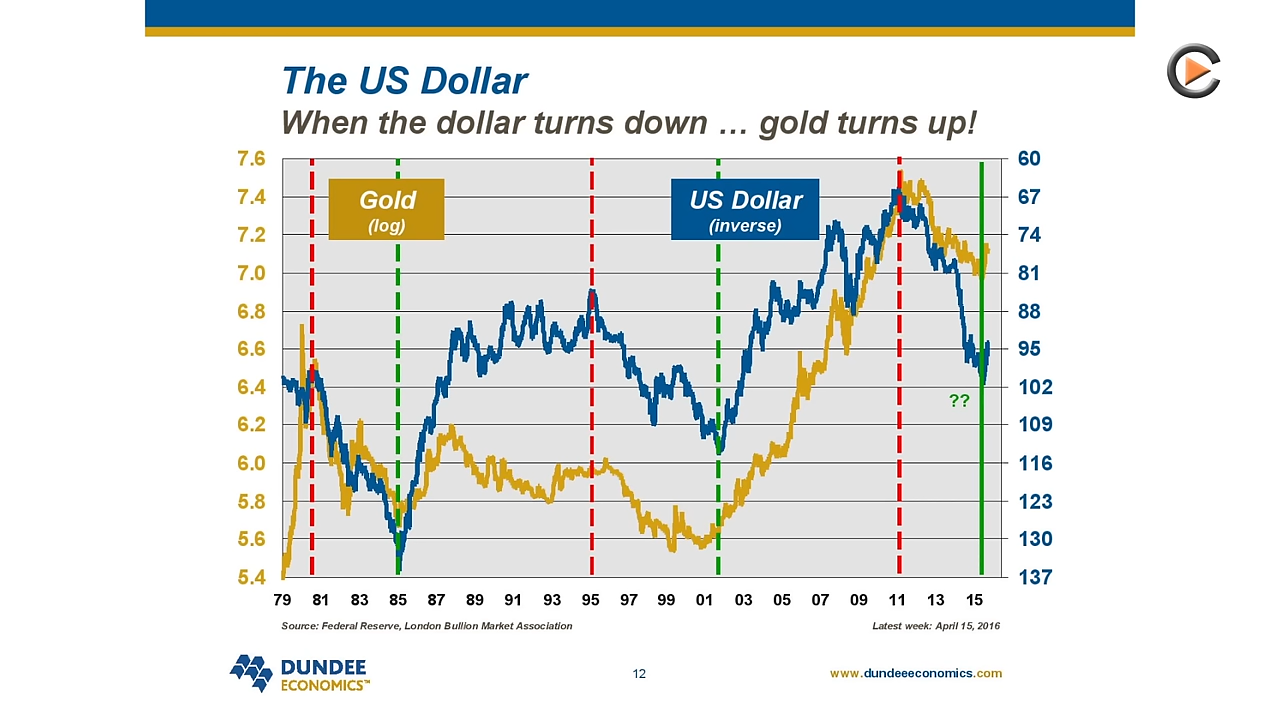 The US Dollar
When the dollar turns down … gold turns up!
7.6
7.4
7.2
7.0
6.8
6.6
6.4
6.2
6.0
5.8
5.6
5.4
Gold
(log)
US Dollar
(inverse)
??
60
67
74
81
88
95
102
109
116
123
130
137
79 81 83 85 87 89 91 93 95 97 99 01 03 05 07 09 11 13 15
Source: Federal Reserve, London Bullion Market Association
Latest week: April 15, 2016
DUNDEE
ECONOMICS™
12
www.dundeeeconomics.com